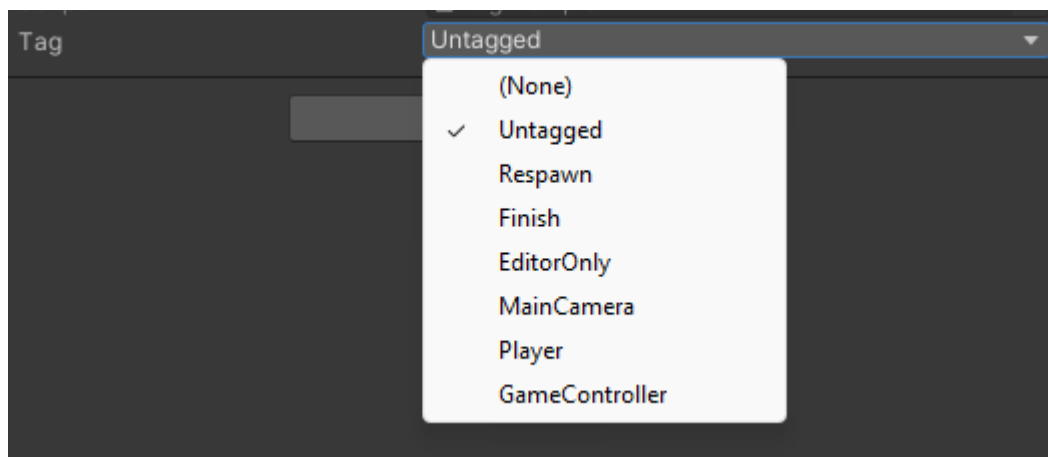 Tag
Untagged
(None)
Untagged
Respawn
Finish
EditorOnly
MainCamera
Player
GameController